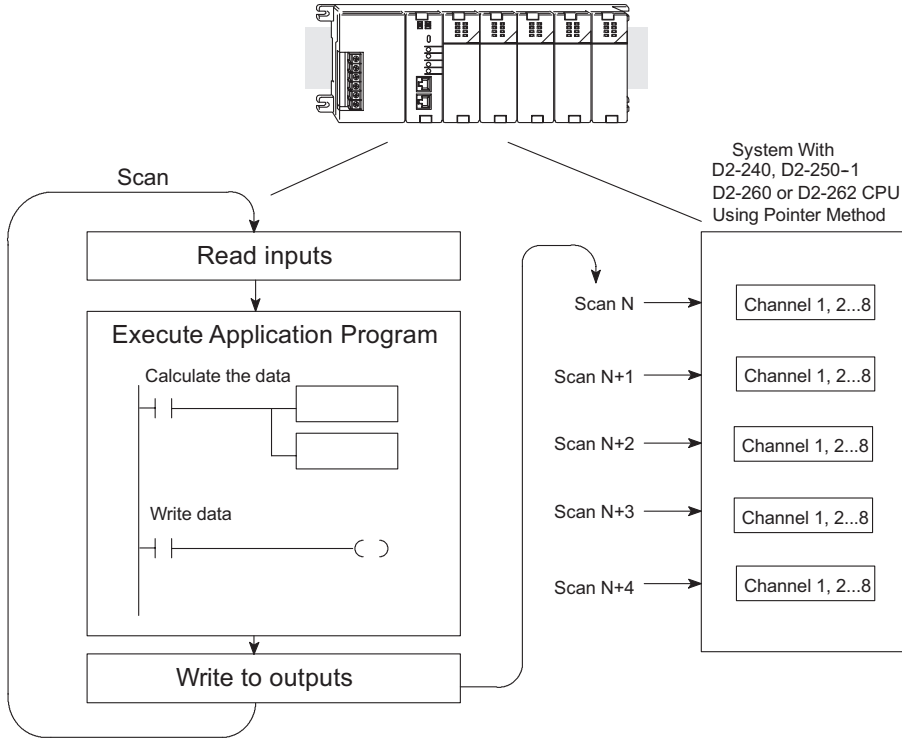 System With
D2-240, D2-250-1
D2-260 or D2-262 CPU
Using Pointer Method
Scan
Read inputs
Execute Application Program
Calculate the data
Write data
Write to outputs
Scan N
Channel 1, 2...8
Scan N+1
Channel 1, 2...8
Scan N+2
Channel 1, 2...8
Scan N+3
Channel 1, 2...8
Scan N+4
Channel 1, 2...8